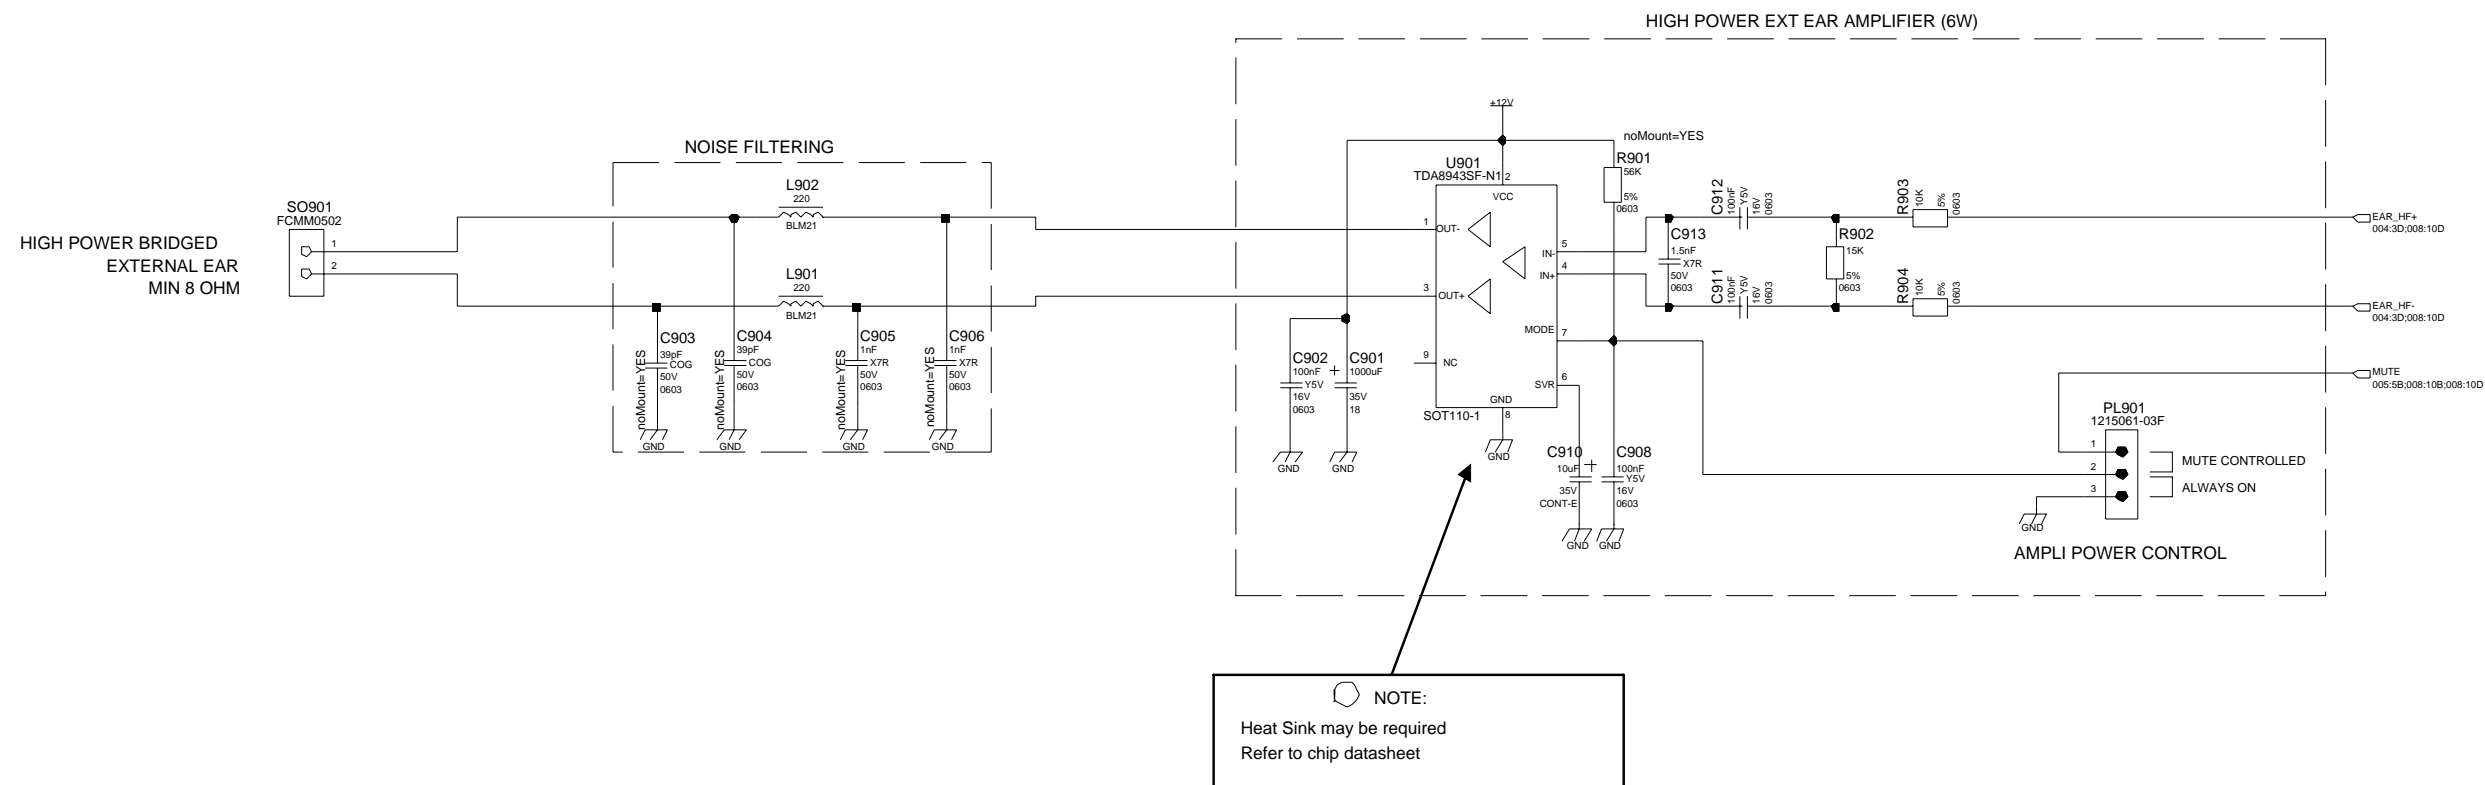 HIGH POWER EXT EAR AMPLIFIER (6W)
NOISE FILTERING
HIGH POWER BRIDGED
EXTERNAL EAR
MIN 8 OHM
SO901
FCMM0502
1
2
L902
220
BLM21
L901
220
BLM21
C903
39pF
COG
50V
0603
noMount=YES
GND
C904
39pF
COG
50V
0603
noMount=YES
GND
C905
1nF
X7R
50V
0603
noMount=YES
GND
C906
1nF
X7R
50V
0603
noMount=YES
GND
+12V
noMount=YES
R901
56K
5%
0603
U901
TDA8943SF-N1
2
VCC
1
OUT-
3
OUT+
9
NC
5
IN-
4
IN+
MODE
7
6
SVR
GND
8
SOT110-1
GND
C902
100nF
Y5V
16V
0603
GND
C901
+
1000uF
35V
18
GND
C910
10uF
+
35V
CONT-E
GND
C908
100nF
Y5V
16V
0603
GND
C913
1.5nF
X7R
50V
0603
C912
100nF
Y5V
16V
0603
C911
100nF
Y5V
16V
0603
R902
15K
5%
0603
R903
10K
5%
0603
R904
10K
5%
0603
EAR_HF+
004:3D;008:10D
EAR_HF-
004:3D;008:10D
MUTE
005:5B;008:10B;008:10D
PL901
1215061-03F
1
2
3
MUTE CONTROLLED
ALWAYS ON
GND
AMPLI POWER CONTROL
NOTE:
Heat Sink may be required
Refer to chip datasheet